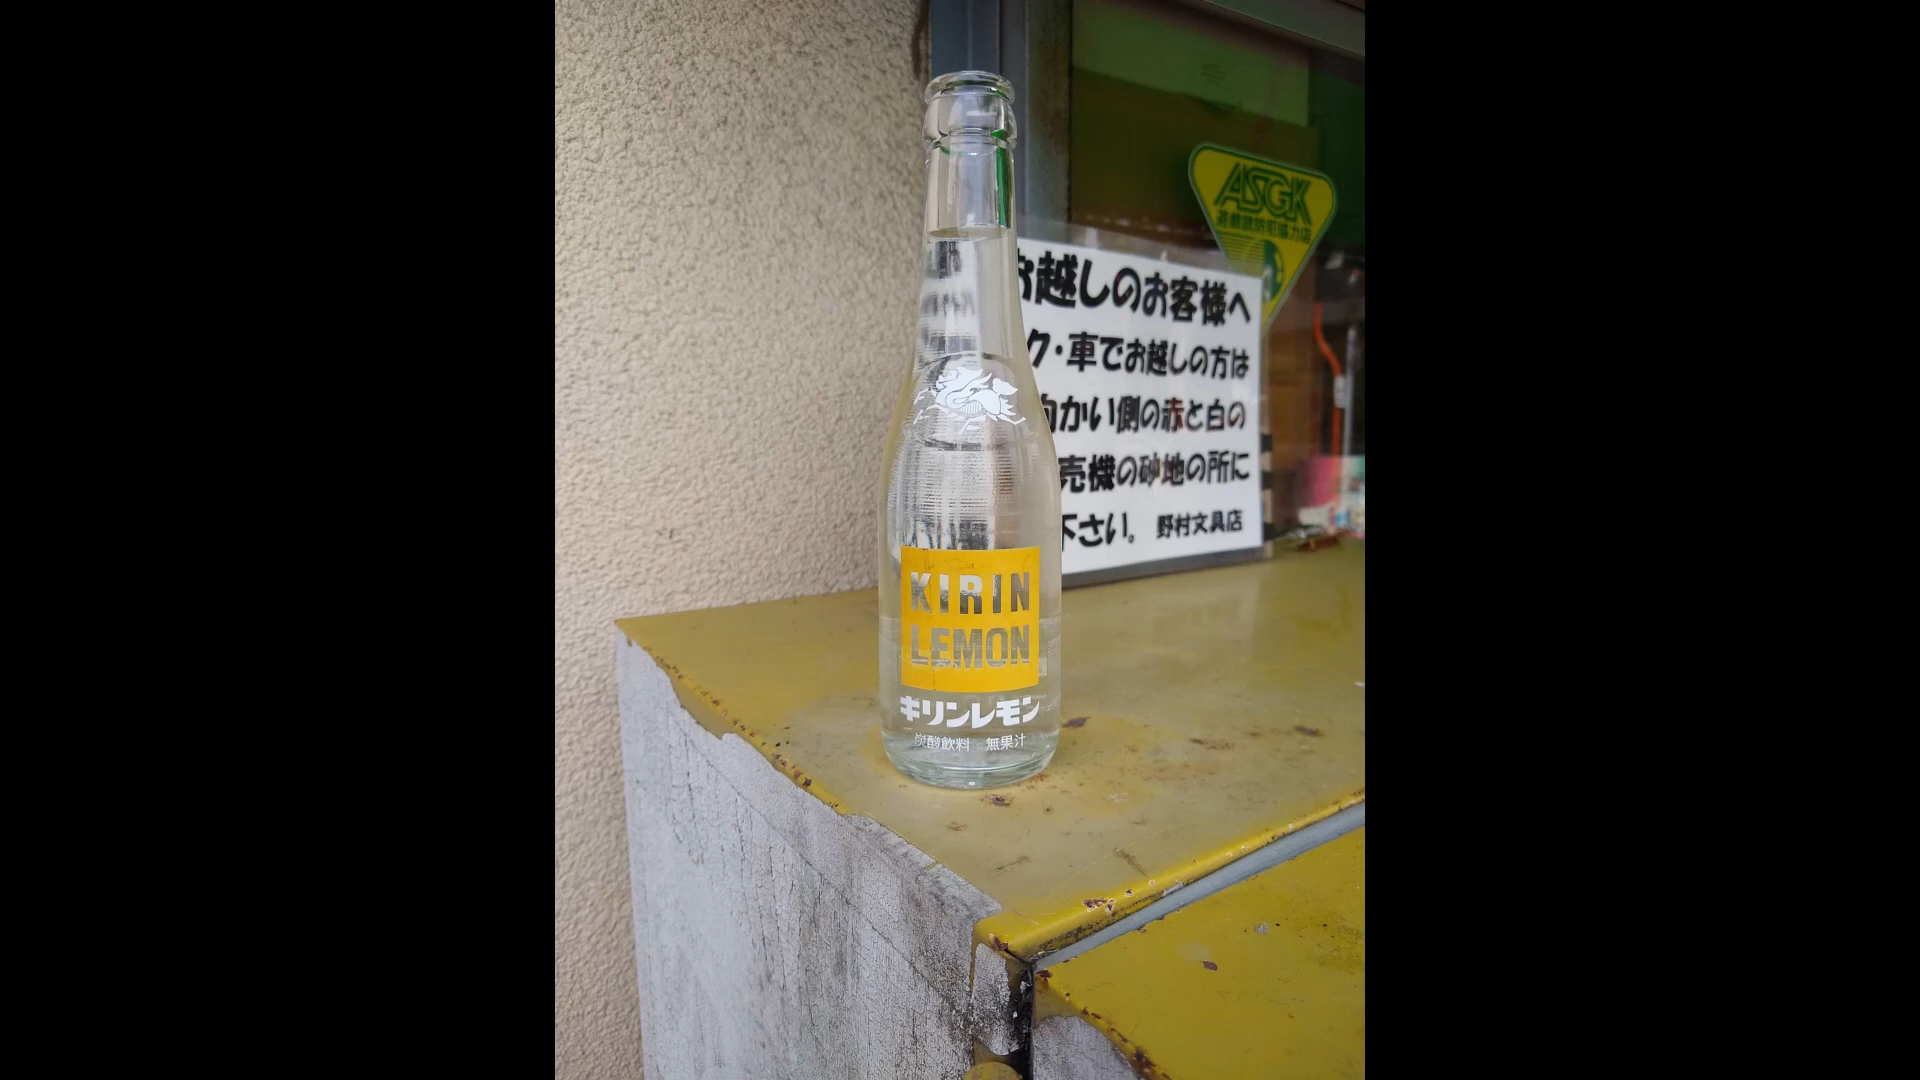 ASGK
お越しのお客様へ
ク・車でお越しの方は
向かい側の赤と白の
売機の砂地の所に
下さい。 野村文具店
KIRIN
LEMON
キリンレモン
炭酸飲料 無果汁